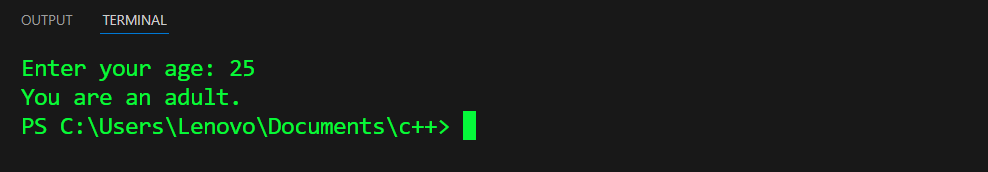 OUTPUT TERMINAL
Enter your age: 25
You are an adult.
PS C:\Users\Lenovo\Documents\c++>